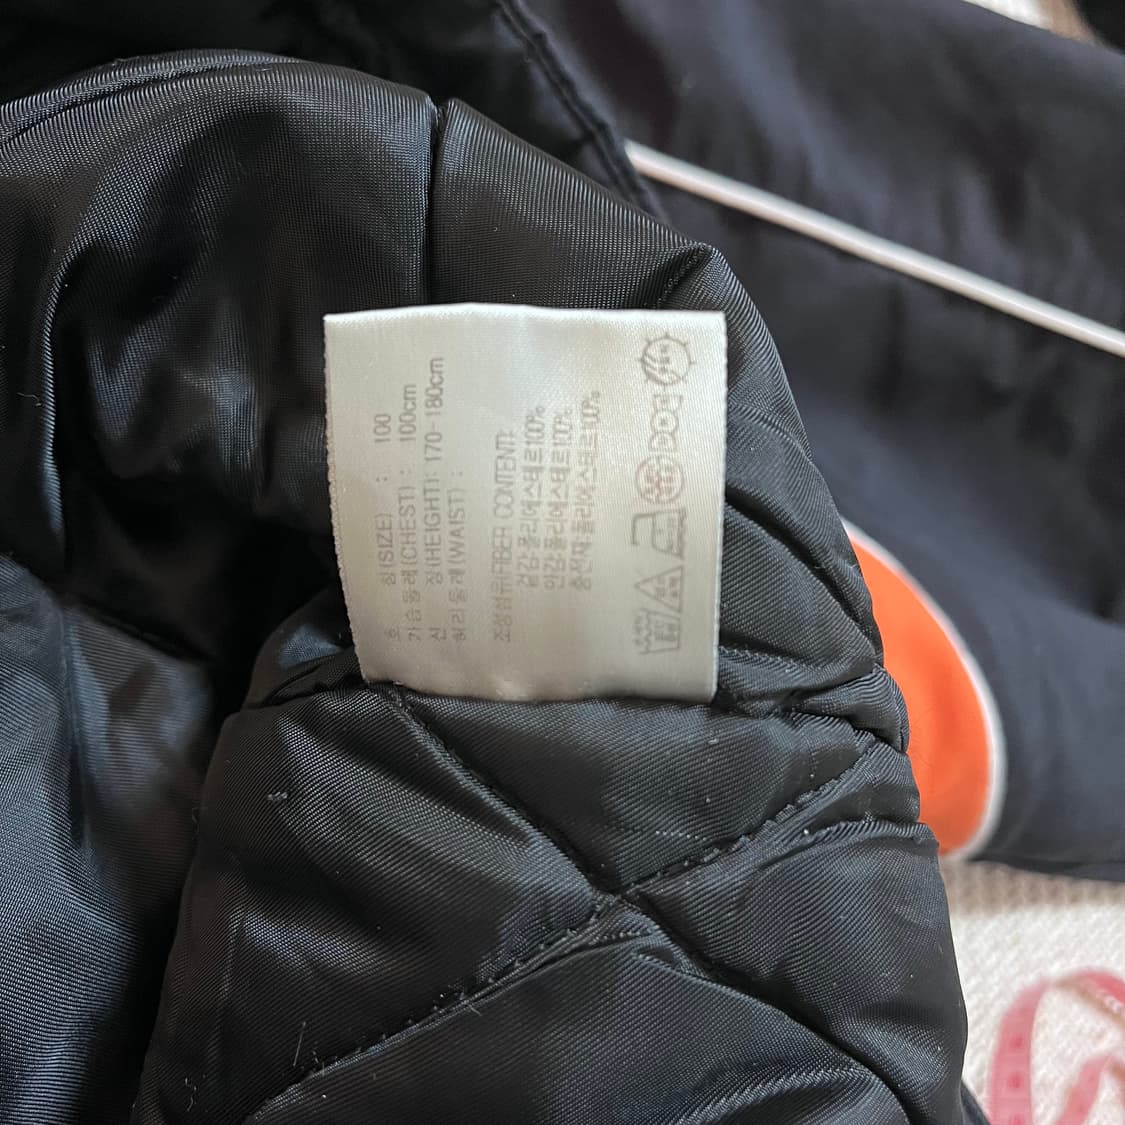 호 칭(SIZE) : 100
가슴둘레(CHEST) : 100cm
신 장(HEIGHT): 170-180cm
허리둘레(WAIST) :
조성섬유(FIBER CONTENT):
겉감:폴리에스테르100%
안감:폴리에스테르100%
충전재:폴리에스테르100%